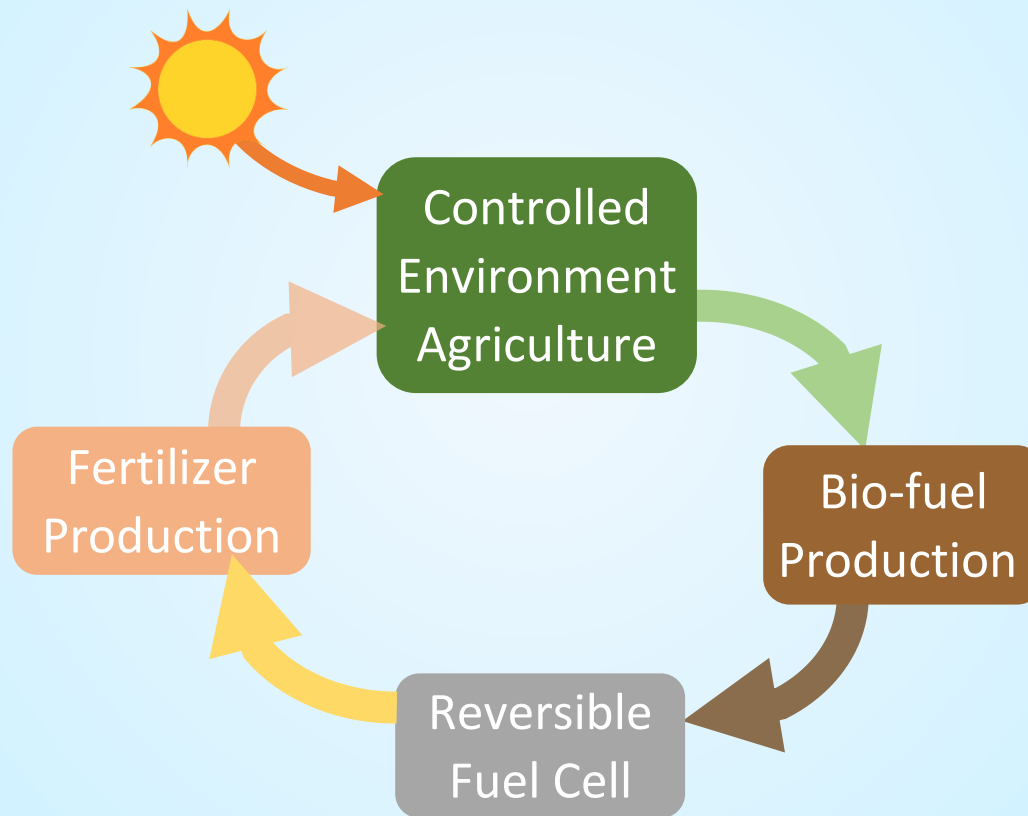 Controlled
Environment
Agriculture
Bio-fuel
Production
Reversible
Fuel Cell
Fertilizer
Production